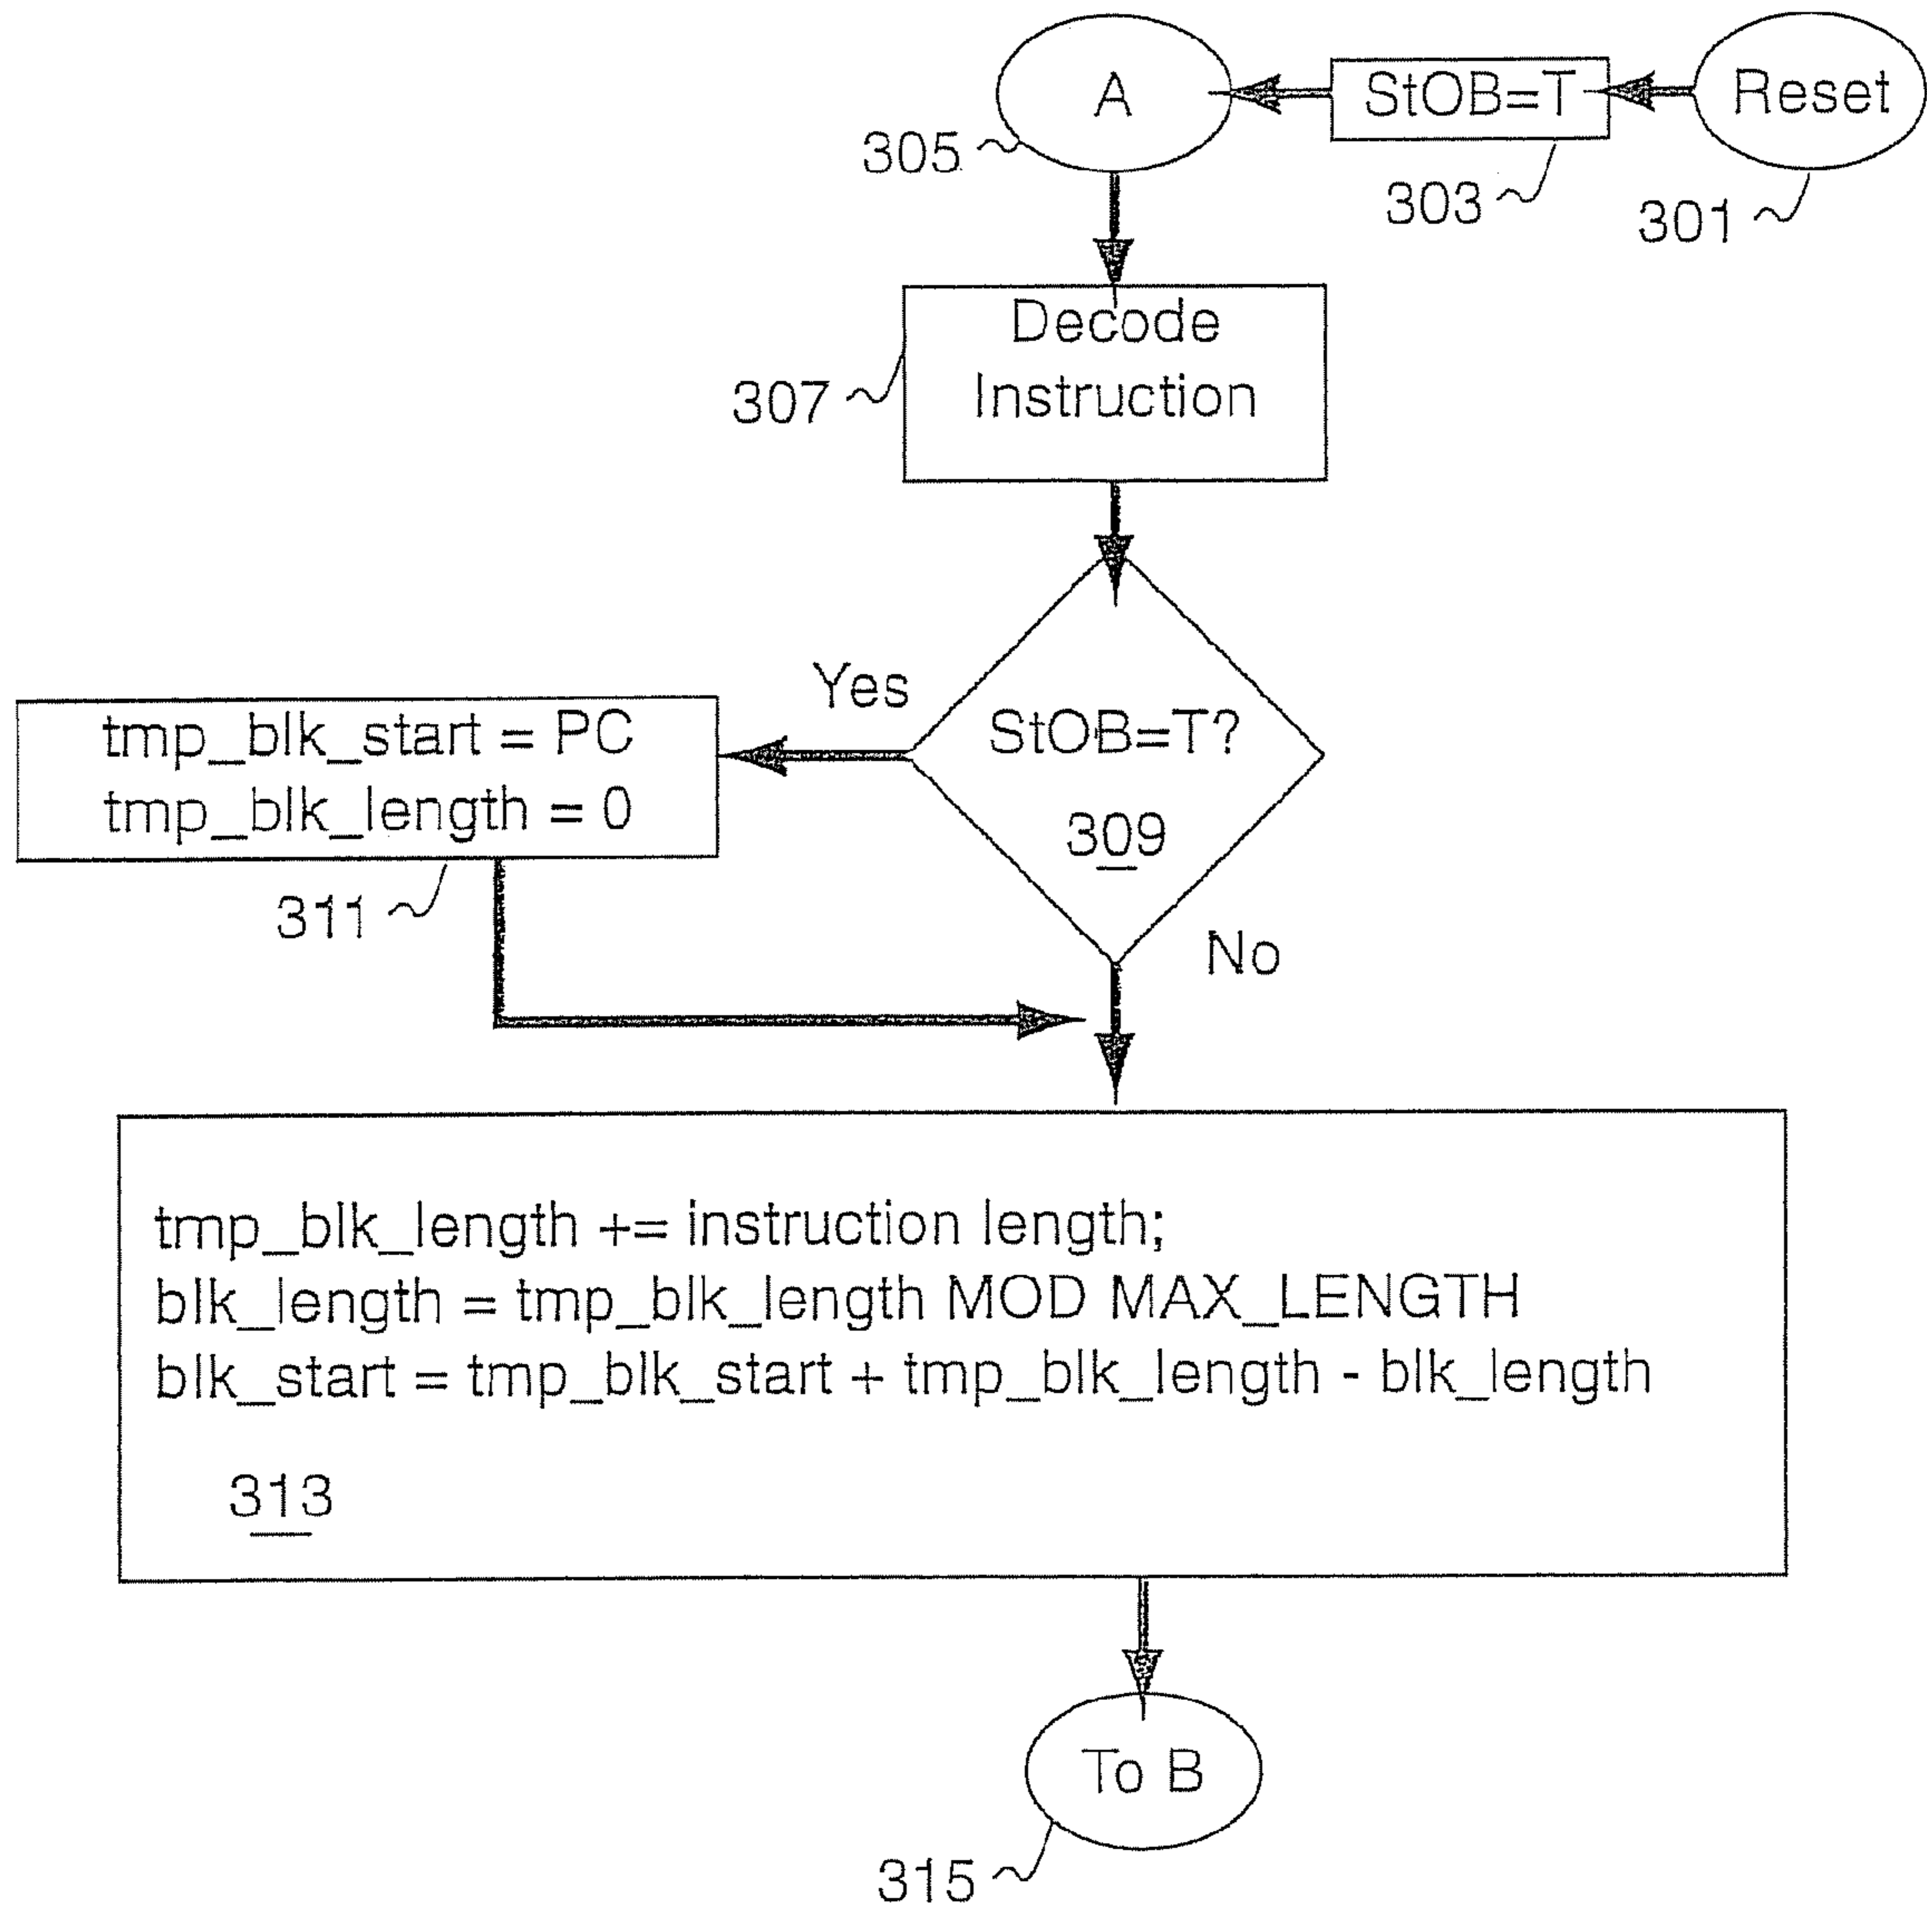 A
StOB=T
Reset
305
303
301
Decode
Instruction
307
Yes
StOB=T?
309
tmp_blk_start = PC
tmp_blk_length = 0
311
No
tmp_blk_length += instruction length;
blk_length = tmp_blk_length MOD MAX_LENGTH
blk_start = tmp_blk_start + tmp_blk_length - blk_length
313
To B
315